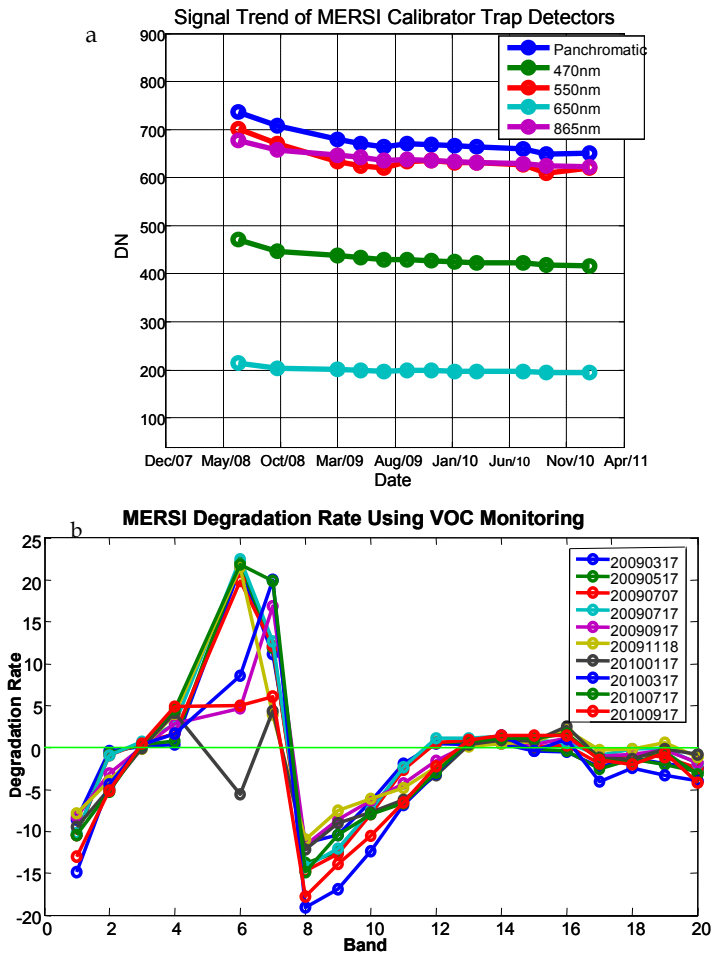 Signal Trend of MERSI Calibrator Trap Detectors
a
900
800
700
600
500
400
300
200
100
DN
Panchromatic
470nm
550nm
650nm
865nm
Dec/07 May/08 Oct/08 Mar/09 Aug/09 Jan/10 Jun/10 Nov/10 Apr/11
Date
b
MERSI Degradation Rate Using VOC Monitoring
25
20
15
10
5
0
-5
-10
-15
-20
Degradation Rate
20090317
20090517
20090707
20090717
20090917
20091118
20100117
20100317
20100717
20100917
0 2 4 6 8 10 12 14 16 18 20
Band